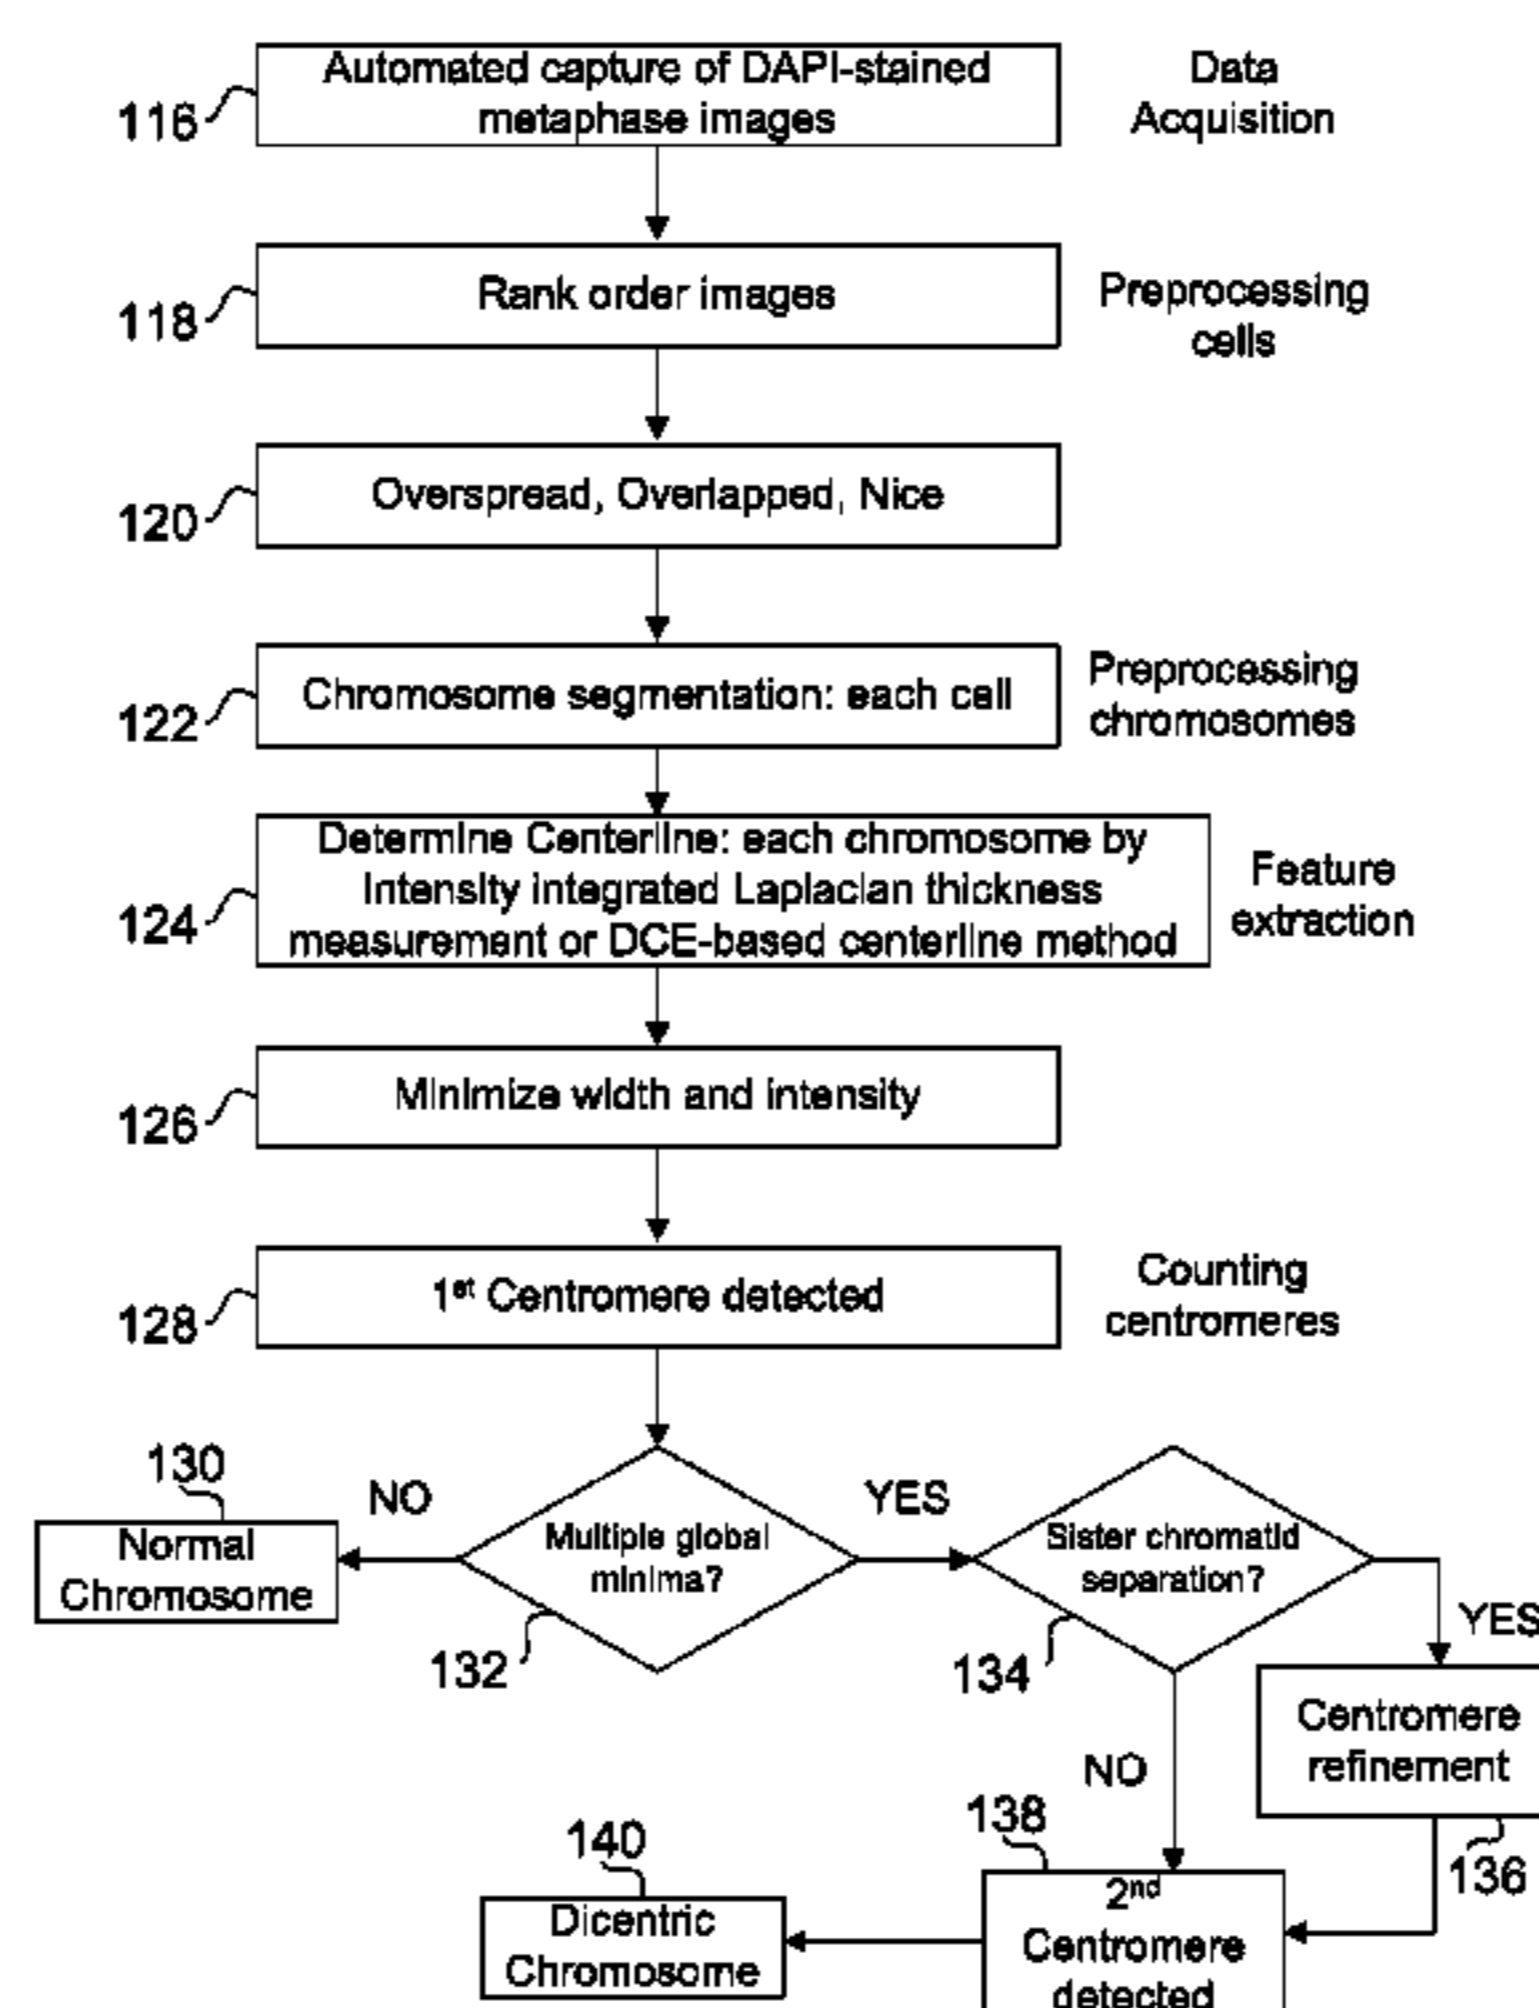 Automated capture of DAPI-stained
metaphase images
Data
Acquisition
116
Rank order images
Preprocessing
cells
118
Overspread, Overlapped, Nice
120
Chromosome segmentation: each cell
Preprocessing
chromosomes
122
Determine Centerline: each chromosome by
Intensity integrated Laplacian thickness
measurement or DCE-based centerline method
Feature
extraction
124
Minimize width and intensity
126
1st Centromere detected
Counting
centromeres
128
130
NO
YES
Normal
Chromosome
Multiple global
minima?
Sister chromatid
separation?
132
134
YES
Centromere
refinement
NO
136
138
140
2nd
Centromere
detected
Dicentric
Chromosome